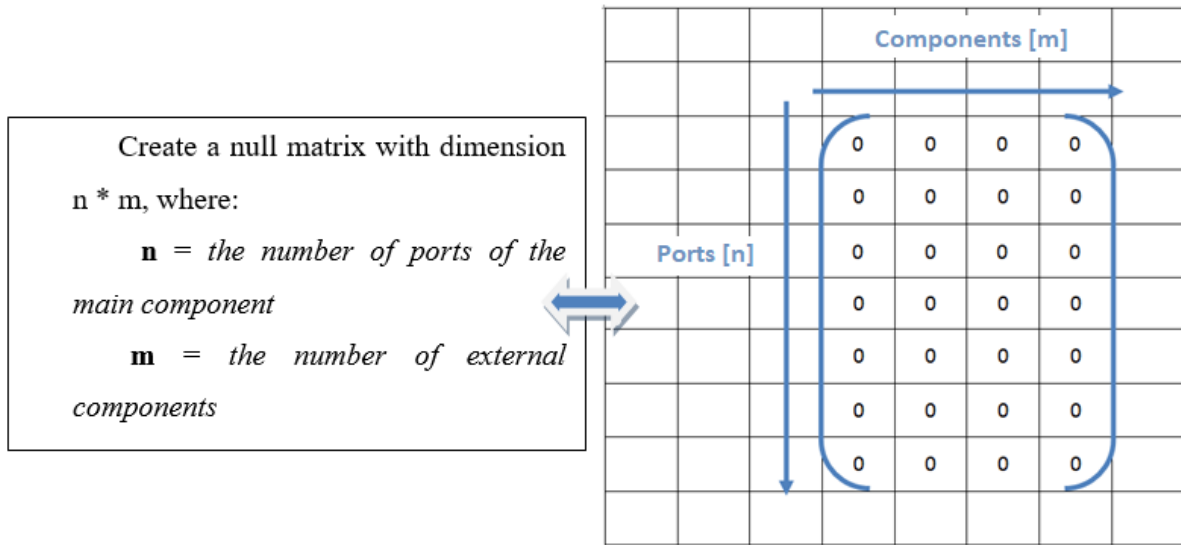 Create a null matrix with dimension
n * m, where:
n = the number of ports of the
main component
m = the number of external
components
Components [m]
Ports [n]
0 0 0 0
0 0 0 0
0 0 0 0
0 0 0 0
0 0 0 0
0 0 0 0
0 0 0 0